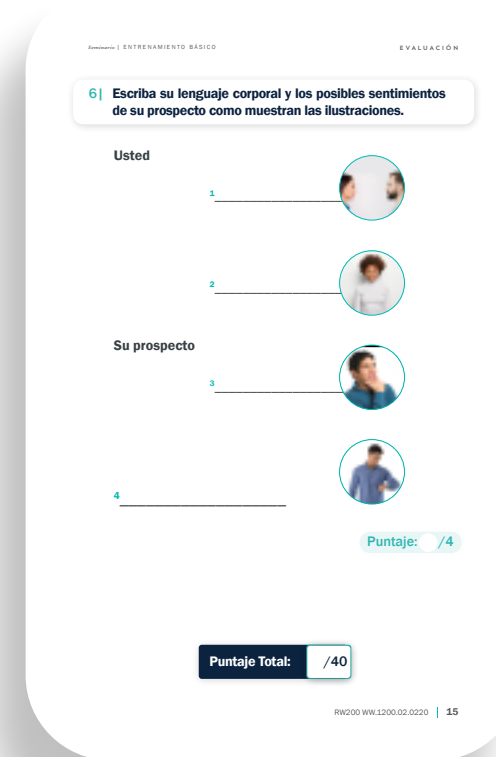 Seminario | ENTRENAMIENTO BÁSICO
EVALUACIÓN
6| Escriba su lenguaje corporal y los posibles sentimientos
de su prospecto como muestran las ilustraciones.
Usted
1
2
Su prospecto
3
4
Puntaje: /4
Puntaje Total: /40
RW200 WW.1200.02.0220 | 15